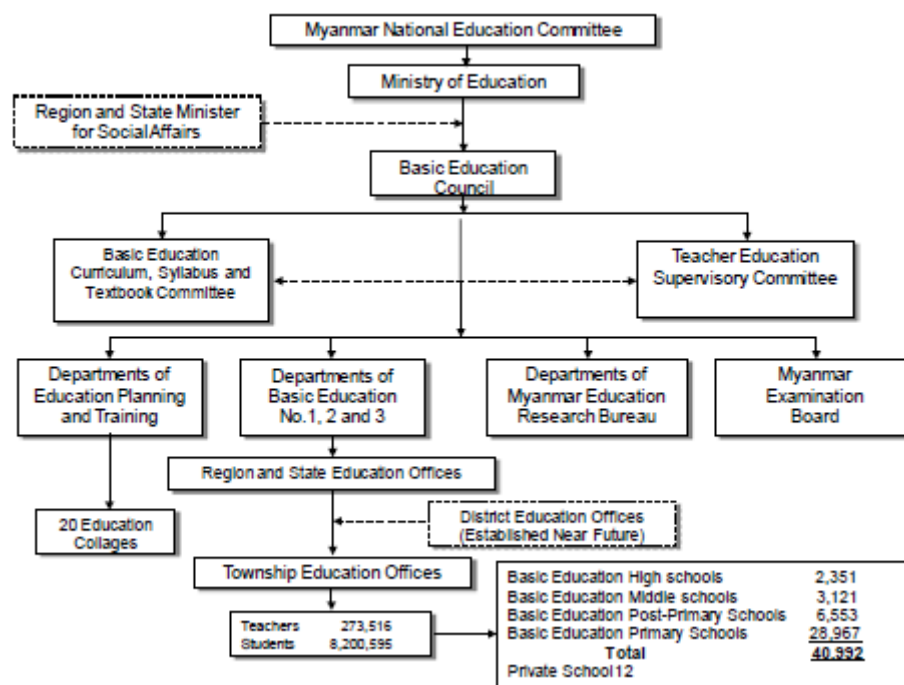 Myanmar National Education Committee
Ministry of Education
Region and State Minister
for Social Affairs
Basic Education
Council
Basic Education
Curriculum, Syllabus and
Textbook Committee
Teacher Education
Supervisory Committee
Departments of
Education Planning
and Training
Departments of
Basic Education
No.1, 2 and 3
Departments of
Myanmar Education
Research Bureau
Myanmar
Examination
Board
Region and State Education Offices
20 Education
Collages
District Education Offices
(Established Near Future)
Township Education Offices
Teachers 273,516
Students 8,200,595
Basic Education High schools 2,351
Basic Education Middle schools 3,121
Basic Education Post-Primary Schools 6,553
Basic Education Primary Schools 28,967
Total 40,992
Private School 12